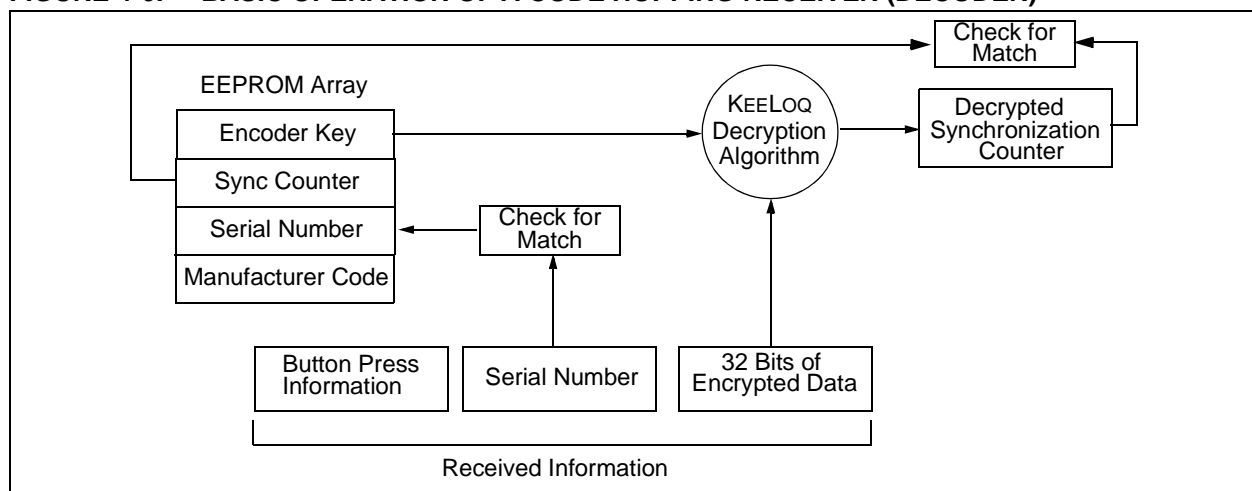 Check for
Match
EEPROM Array
Encoder Key
KEELOQ
Decryption
Algorithm
Decrypted
Synchronization
Counter
Sync Counter
Serial Number
Check for
Match
Manufacturer Code
Button Press
Information
Serial Number
32 Bits of
Encrypted Data
Received Information